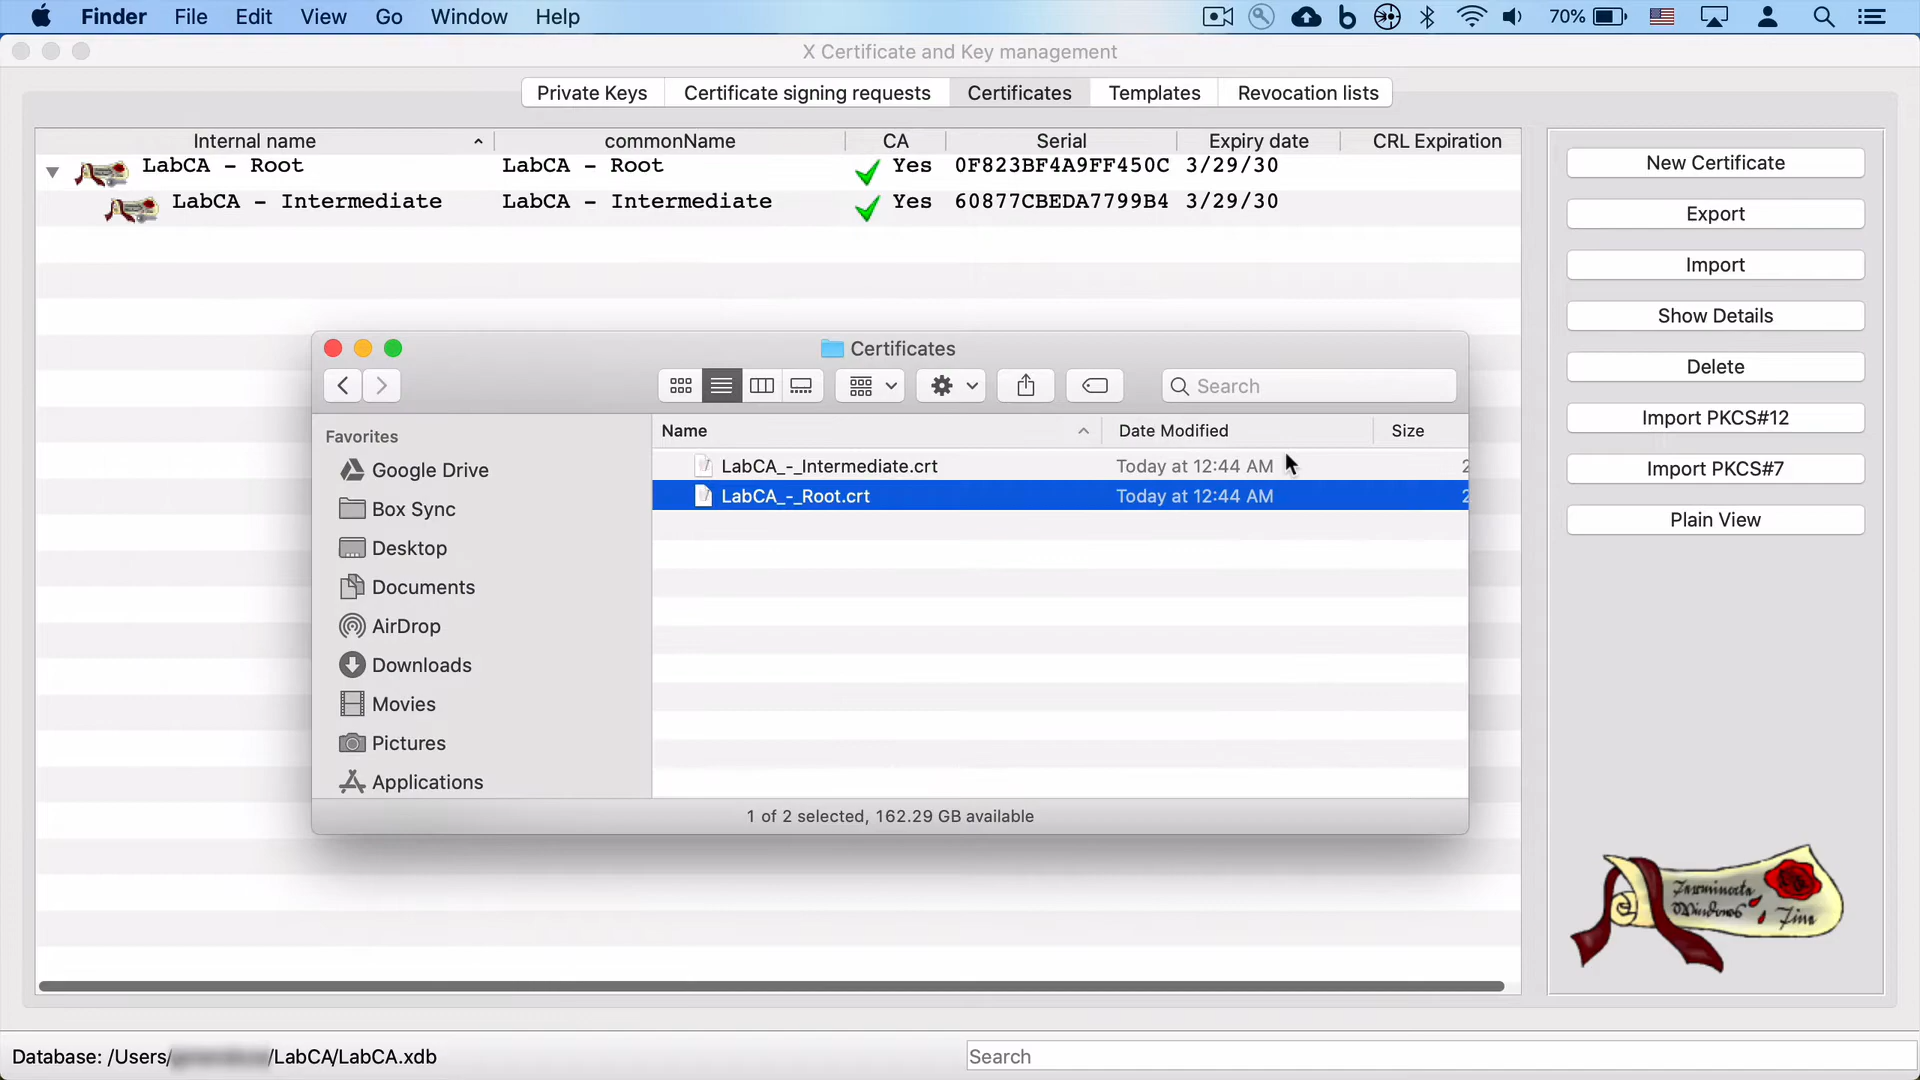 Finder File Edit View Go Window Help 70%
X Certificate and Key management
Private Keys Certificate signing requests Certificates Templates Revocation lists
Internal name commonName CA Serial Expiry date CRL Expiration
LabCA - Root LabCA - Root Yes 0F823BF4A9FF450C 3/29/30
LabCA - Intermediate LabCA - Intermediate Yes 60877CBEDA7799B4 3/29/30
New Certificate
Export
Import
Show Details
Delete
Import PKCS#12
Import PKCS#7
Plain View
Certificates
Search
Favorites
Google Drive
Box Sync
Desktop
Documents
AirDrop
Downloads
Movies
Pictures
Applications
Name Date Modified Size
LabCA_-_Intermediate.crt Today at 12:44 AM 2
LabCA_-_Root.crt Today at 12:44 AM 2
1 of 2 selected, 162.29 GB available
Database: /Users/ /LabCA/LabCA.xdb
Search